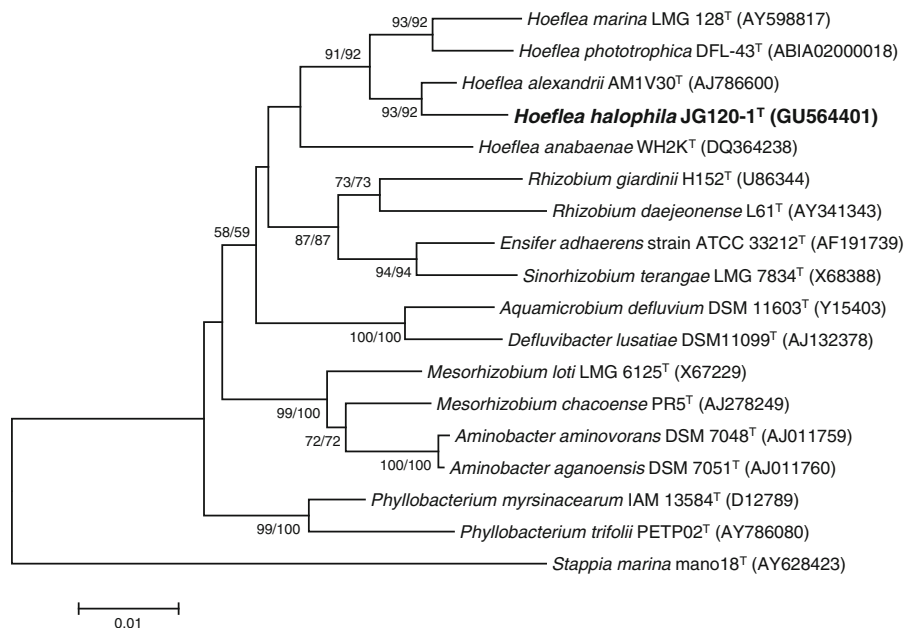 93/92
Hoeflea marina LMG 128ᵀ (AY598817)
Hoeflea phototrophica DFL-43ᵀ (ABIA02000018)
91/92
Hoeflea alexandrii AM1V30ᵀ (AJ786600)
93/92
Hoeflea halophila JG120-1ᵀ (GU564401)
Hoeflea anabaenae WH2Kᵀ (DQ364238)
73/73
Rhizobium giardinii H152ᵀ (U86344)
Rhizobium daejeonense L61ᵀ (AY341343)
58/59
87/87
Ensifer adhaerens strain ATCC 33212ᵀ (AF191739)
94/94
Sinorhizobium terangae LMG 7834ᵀ (X68388)
Aquamicrobium defluvium DSM 11603ᵀ (Y15403)
100/100
Defluvibacter lusatiae DSM11099ᵀ (AJ132378)
Mesorhizobium loti LMG 6125ᵀ (X67229)
99/100
Mesorhizobium chacoense PR5ᵀ (AJ278249)
72/72
Aminobacter aminovorans DSM 7048ᵀ (AJ011759)
100/100
Aminobacter aganoensis DSM 7051ᵀ (AJ011760)
Phyllobacterium myrsinacearum IAM 13584ᵀ (D12789)
99/100
Phyllobacterium trifolii PETP02ᵀ (AY786080)
Stappia marina mano18ᵀ (AY628423)
0.01